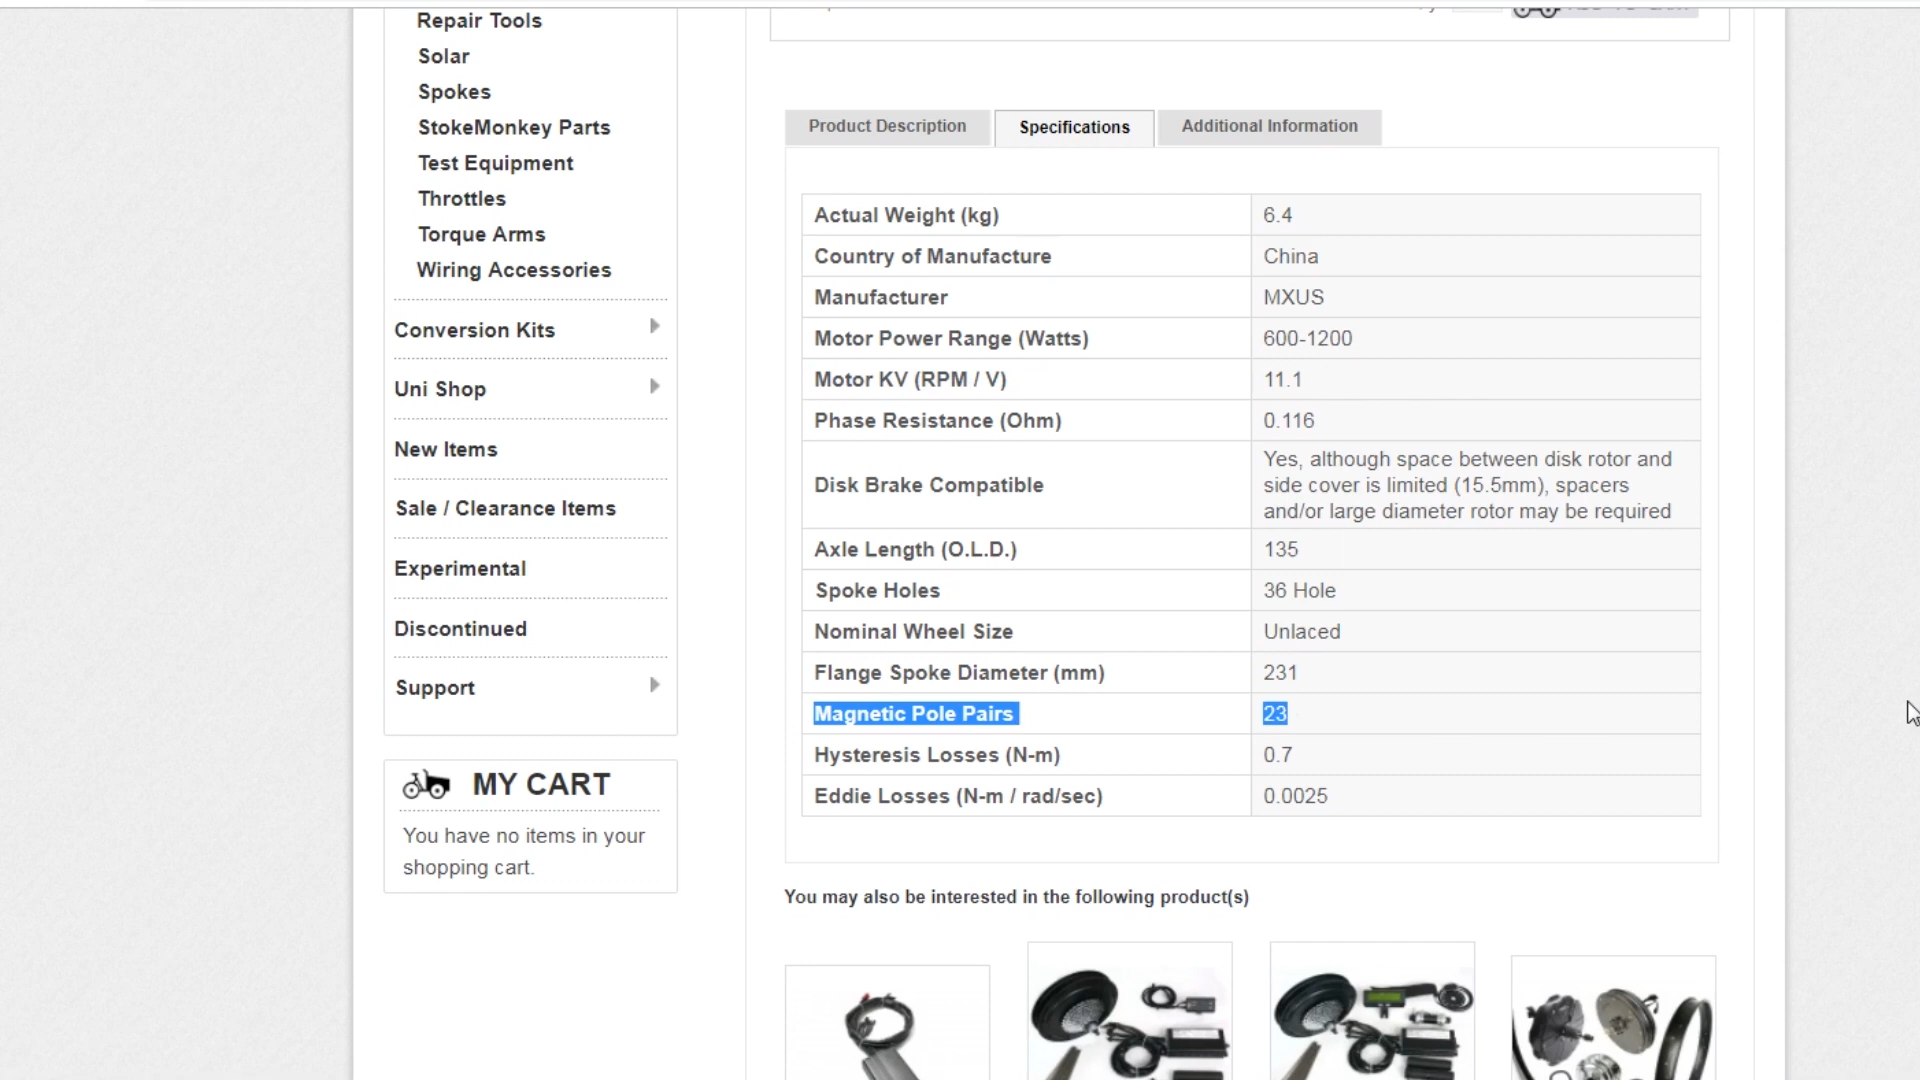 Repair Tools
Solar
Spokes
StokeMonkey Parts
Test Equipment
Throttles
Torque Arms
Wiring Accessories
Conversion Kits
Uni Shop
New Items
Sale / Clearance Items
Experimental
Discontinued
Support
MY CART
You have no items in your
shopping cart.
Product Description Specifications Additional Information
Actual Weight (kg) 6.4
Country of Manufacture China
Manufacturer MXUS
Motor Power Range (Watts) 600-1200
Motor KV (RPM / V) 11.1
Phase Resistance (Ohm) 0.116
Disk Brake Compatible
Yes, although space between disk rotor and
side cover is limited (15.5mm), spacers
and/or large diameter rotor may be required
Axle Length (O.L.D.) 135
Spoke Holes 36 Hole
Nominal Wheel Size Unlaced
Flange Spoke Diameter (mm) 231
Magnetic Pole Pairs 23
Hysteresis Losses (N-m) 0.7
Eddie Losses (N-m / rad/sec) 0.0025
You may also be interested in the following product(s)